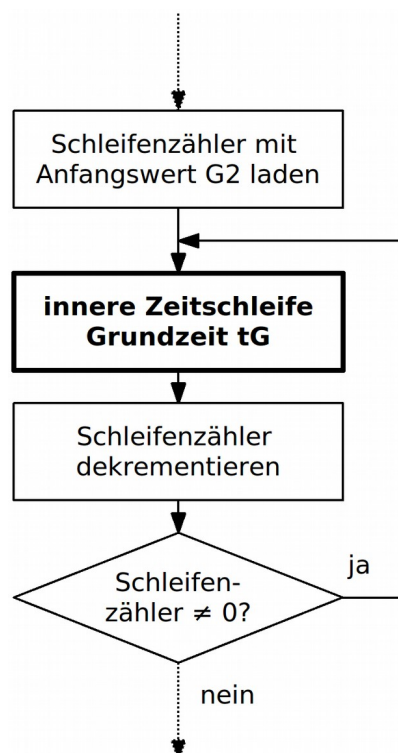 Schleifenzähler mit
Anfangswert G2 laden
innere Zeitschleife
Grundzeit tG
Schleifenzähler
dekrementieren
Schleifen-
zähler ≠ 0?
ja
nein